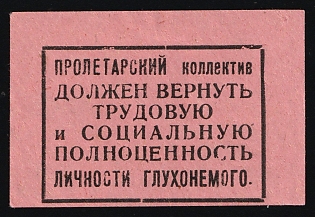 ПРОЛЕТАРСКИЙ коллектив
ДОЛЖЕН ВЕРНУТЬ
ТРУДОВУЮ
и СОЦИАЛЬНУЮ
ПОЛНОЦЕННОСТЬ
ЛИЧНОСТИ ГЛУХОНЕМОГО.